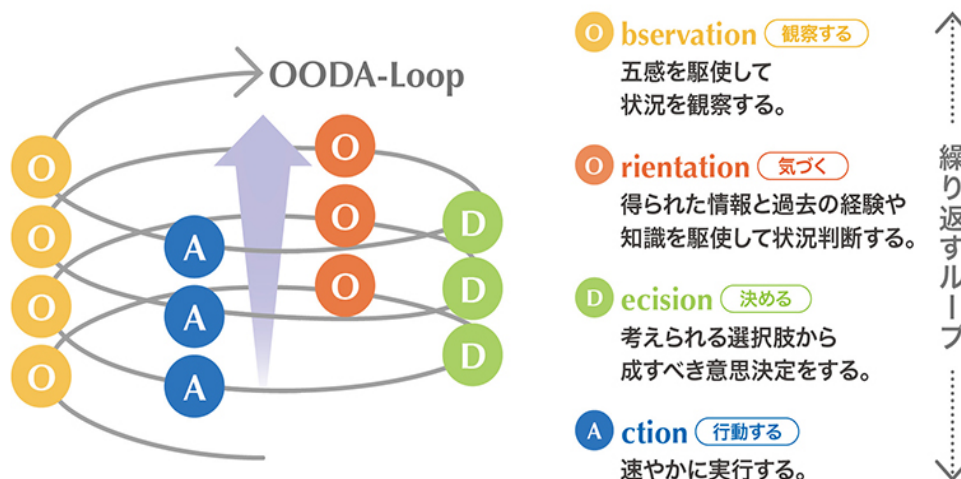 OODA-Loop
O
O
O
O
O
O
O
A
A
A
D
D
D
Observation 観察する
五感を駆使して
状況を観察する。
Orientation 気づく
得られた情報と過去の経験や
知識を駆使して状況判断する。
Decision 決める
考えられる選択肢から
成すべき意思決定をする。
Action 行動する
速やかに実行する。
繰り返すループ